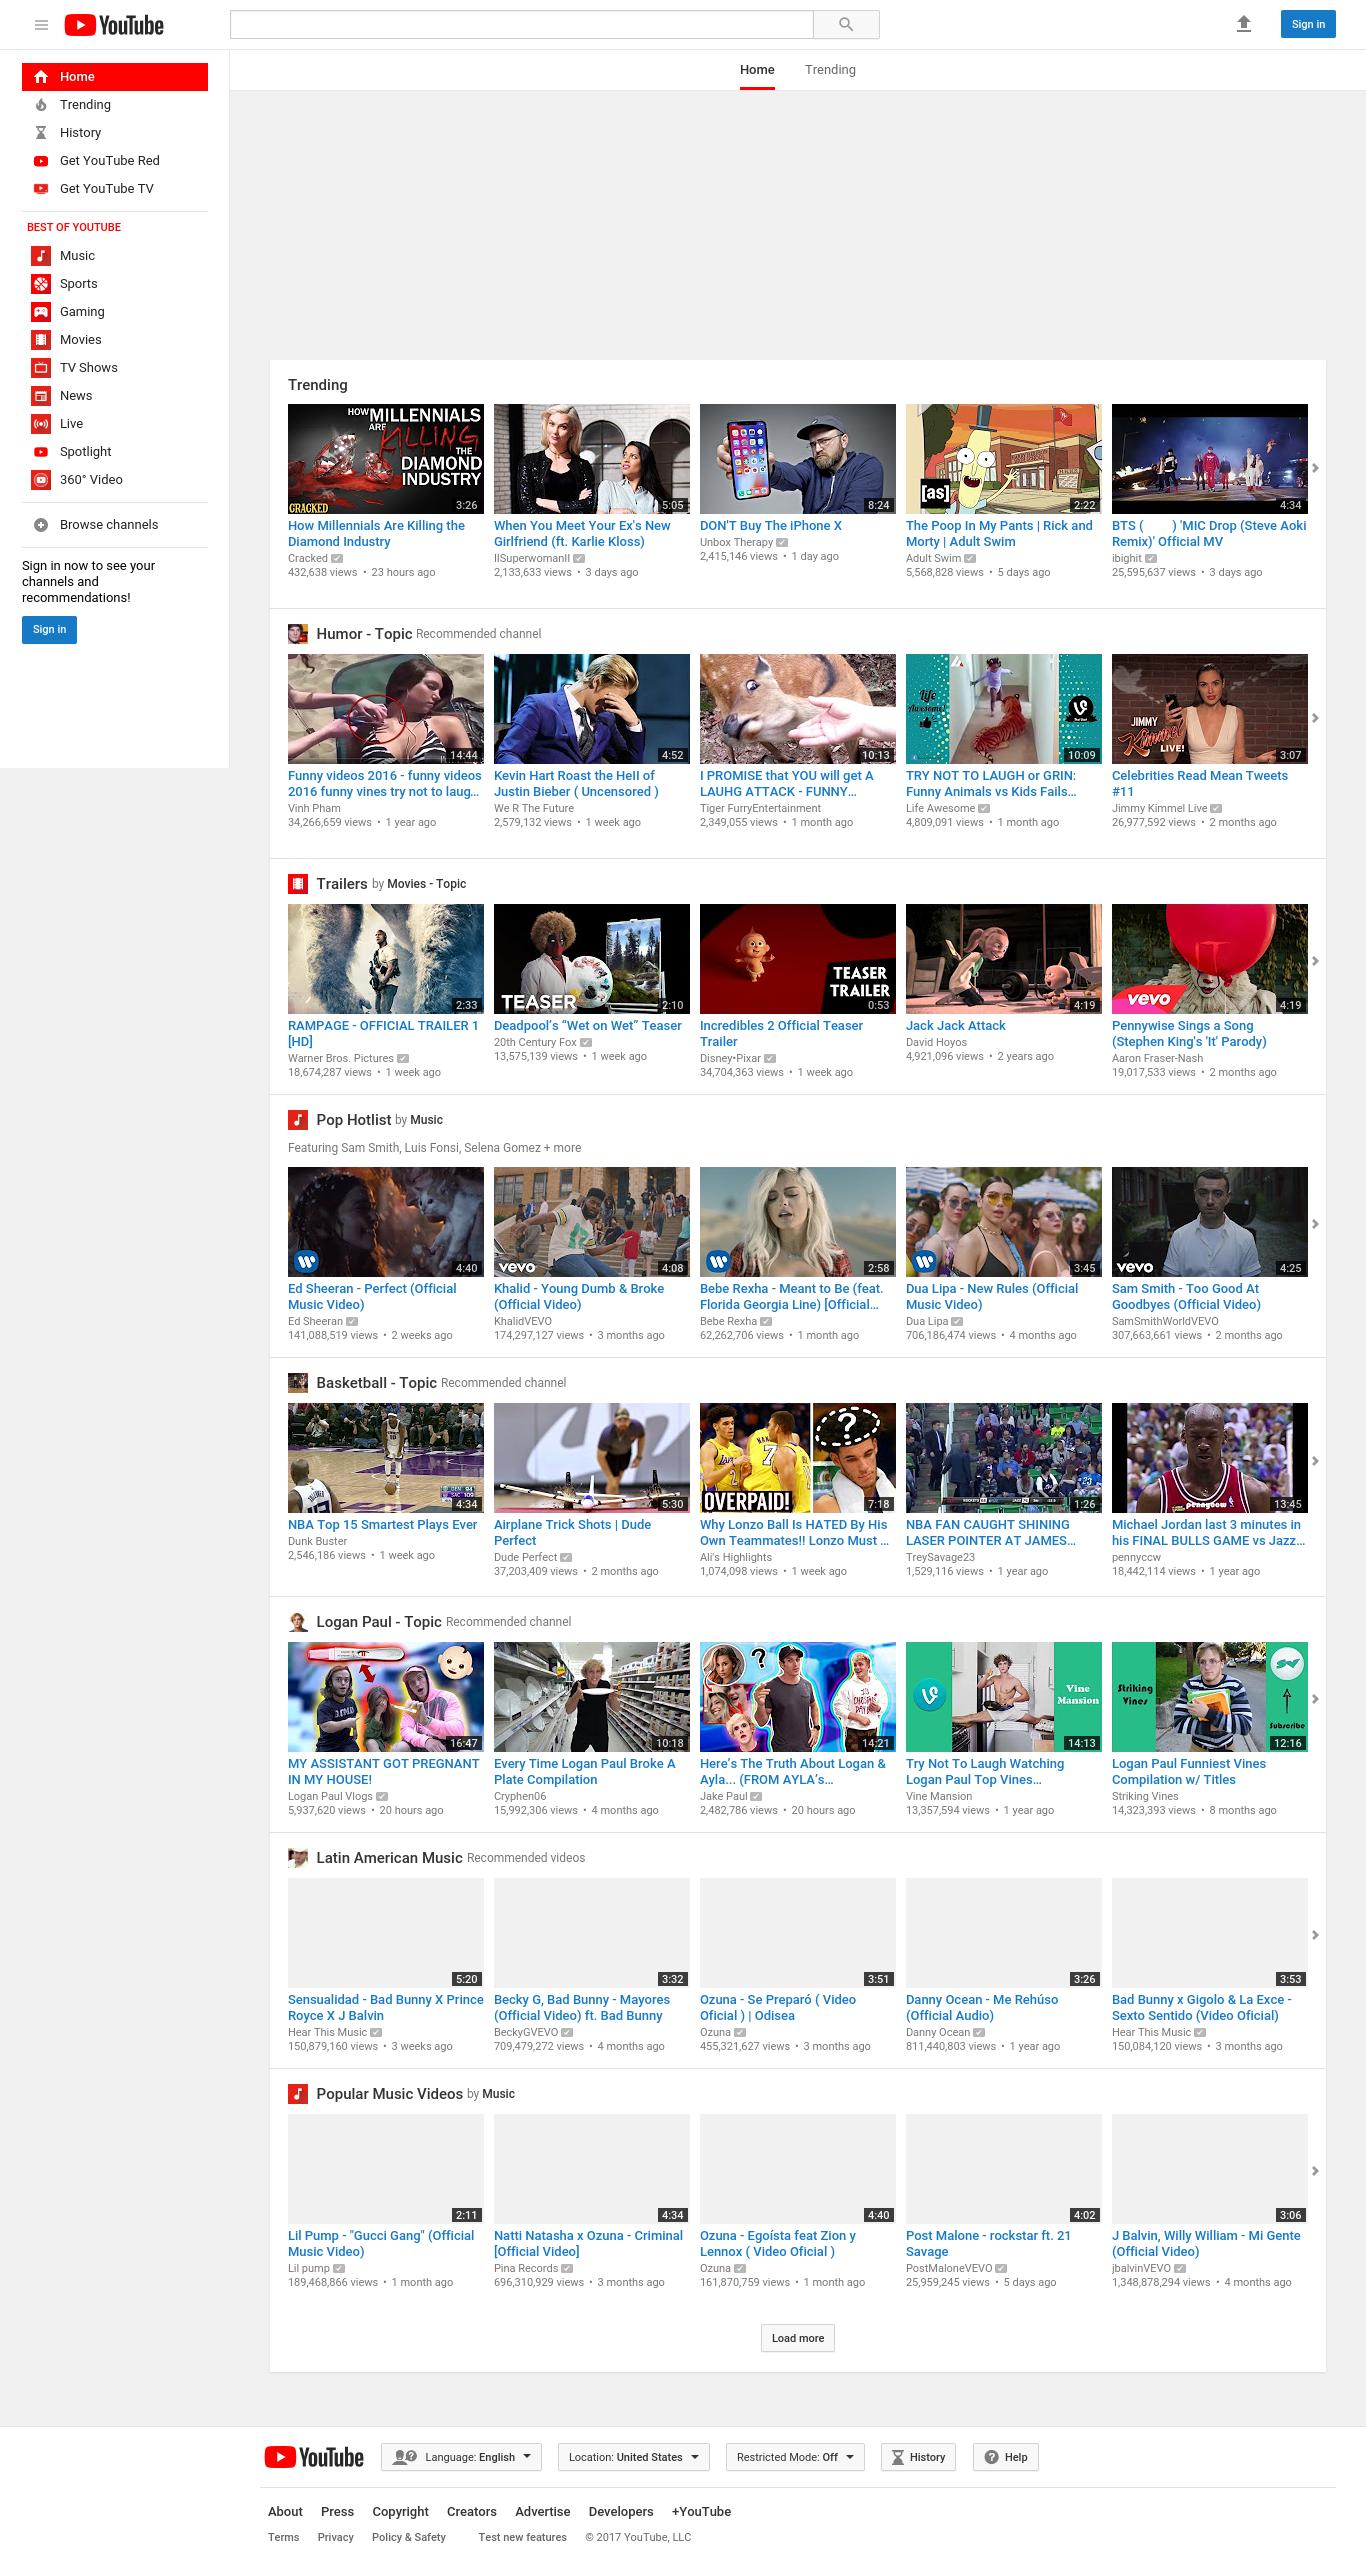 YouTube
Sign in
Home
Trending
History
Get YouTube Red
Get YouTube TV
BEST OF YOUTUBE
Music
Sports
Gaming
Movies
TV Shows
News
Live
Spotlight
360° Video
Browse channels
Sign in now to see your
channels and
recommendations!
Sign in
Home Trending
Trending
HOW MILLENNIALS ARE KILLING THE DIAMOND INDUSTRY CRACKED 3:26
How Millennials Are Killing the
Diamond Industry
Cracked
432,638 views • 23 hours ago
5:05
When You Meet Your Ex's New
Girlfriend (ft. Karlie Kloss)
IISuperwomanII
2,133,633 views • 3 days ago
8:24
DON'T Buy The iPhone X
Unbox Therapy
2,415,146 views • 1 day ago
[as] 2:22
The Poop In My Pants | Rick and
Morty | Adult Swim
Adult Swim
5,568,828 views • 5 days ago
4:34
BTS ( ) 'MIC Drop (Steve Aoki
Remix)' Official MV
ibighit
25,595,637 views • 3 days ago
Humor - Topic Recommended channel
14:44
Funny videos 2016 - funny videos
2016 funny vines try not to laug...
Vinh Pham
34,266,659 views • 1 year ago
4:52
Kevin Hart Roast the HeII of
Justin Bieber ( Uncensored )
We R The Future
2,579,132 views • 1 week ago
10:13
I PROMISE that YOU will get A
LAUHG ATTACK - FUNNY...
Tiger FurryEntertainment
2,349,055 views • 1 month ago
Life Awesome! 10:09
TRY NOT TO LAUGH or GRIN:
Funny Animals vs Kids Fails...
Life Awesome
4,809,091 views • 1 month ago
JIMMY Kimmel LIVE! 3:07
Celebrities Read Mean Tweets
#11
Jimmy Kimmel Live
26,977,592 views • 2 months ago
Trailers by Movies - Topic
2:33
RAMPAGE - OFFICIAL TRAILER 1
[HD]
Warner Bros. Pictures
18,674,287 views • 1 week ago
TEASER 2:10
Deadpool’s “Wet on Wet” Teaser
20th Century Fox
13,575,139 views • 1 week ago
TEASER TRAILER 0:53
Incredibles 2 Official Teaser
Trailer
Disney•Pixar
34,704,363 views • 1 week ago
4:19
Jack Jack Attack
David Hoyos
4,921,096 views • 2 years ago
IT vevo 4:19
Pennywise Sings a Song
(Stephen King's 'It' Parody)
Aaron Fraser-Nash
19,017,533 views • 2 months ago
Pop Hotlist by Music
Featuring Sam Smith, Luis Fonsi, Selena Gomez + more
4:40
Ed Sheeran - Perfect (Official
Music Video)
Ed Sheeran
141,088,519 views • 2 weeks ago
vevo 4:08
Khalid - Young Dumb & Broke
(Official Video)
KhalidVEVO
174,297,127 views • 3 months ago
2:58
Bebe Rexha - Meant to Be (feat.
Florida Georgia Line) [Official...
Bebe Rexha
62,262,706 views • 1 month ago
3:45
Dua Lipa - New Rules (Official
Music Video)
Dua Lipa
706,186,474 views • 4 months ago
vevo 4:25
Sam Smith - Too Good At
Goodbyes (Official Video)
SamSmithWorldVEVO
307,663,661 views • 2 months ago
Basketball - Topic Recommended channel
4:34
NBA Top 15 Smartest Plays Ever
Dunk Buster
2,546,186 views • 1 week ago
5:30
Airplane Trick Shots | Dude
Perfect
Dude Perfect
37,203,409 views • 2 months ago
OVERPAID! ? 7:18
Why Lonzo Ball Is HATED By His
Own Teammates!! Lonzo Must ...
Ali's Highlights
1,074,098 views • 1 week ago
1:26
NBA FAN CAUGHT SHINING
LASER POINTER AT JAMES...
TreySavage23
1,529,116 views • 1 year ago
pennyccw 13:45
Michael Jordan last 3 minutes in
his FINAL BULLS GAME vs Jazz...
pennyccw
18,442,114 views • 1 year ago
Logan Paul - Topic Recommended channel
16:47
MY ASSISTANT GOT PREGNANT
IN MY HOUSE!
Logan Paul Vlogs
5,937,620 views • 20 hours ago
10:18
Every Time Logan Paul Broke A
Plate Compilation
Cryphen06
15,992,306 views • 4 months ago
? 14:21
Here’s The Truth About Logan &
Ayla... (FROM AYLA’s...
Jake Paul
2,482,786 views • 20 hours ago
Vine Mansion 14:13
Try Not To Laugh Watching
Logan Paul Top Vines...
Vine Mansion
13,357,594 views • 1 year ago
Striking Vines Subscribe 12:16
Logan Paul Funniest Vines
Compilation w/ Titles
Striking Vines
14,323,393 views • 8 months ago
Latin American Music Recommended videos
5:20
Sensualidad - Bad Bunny X Prince
Royce X J Balvin
Hear This Music
150,879,160 views • 3 weeks ago
3:32
Becky G, Bad Bunny - Mayores
(Official Video) ft. Bad Bunny
BeckyGVEVO
709,479,272 views • 4 months ago
3:51
Ozuna - Se Preparó ( Video
Oficial ) | Odisea
Ozuna
455,321,627 views • 3 months ago
3:26
Danny Ocean - Me Rehúso
(Official Audio)
Danny Ocean
811,440,803 views • 1 year ago
3:53
Bad Bunny x Gigolo & La Exce -
Sexto Sentido (Video Oficial)
Hear This Music
150,084,120 views • 3 months ago
Popular Music Videos by Music
2:11
Lil Pump - "Gucci Gang" (Official
Music Video)
Lil pump
189,468,866 views • 1 month ago
4:34
Natti Natasha x Ozuna - Criminal
[Official Video]
Pina Records
696,310,929 views • 3 months ago
4:40
Ozuna - Egoísta feat Zion y
Lennox ( Video Oficial )
Ozuna
161,870,759 views • 1 month ago
4:02
Post Malone - rockstar ft. 21
Savage
PostMaloneVEVO
25,959,245 views • 5 days ago
3:06
J Balvin, Willy William - Mi Gente
(Official Video)
jbalvinVEVO
1,348,878,294 views • 4 months ago
Load more
YouTube Language: English Location: United States Restricted Mode: Off History Help
About Press Copyright Creators Advertise Developers +YouTube
Terms Privacy Policy & Safety Test new features © 2017 YouTube, LLC